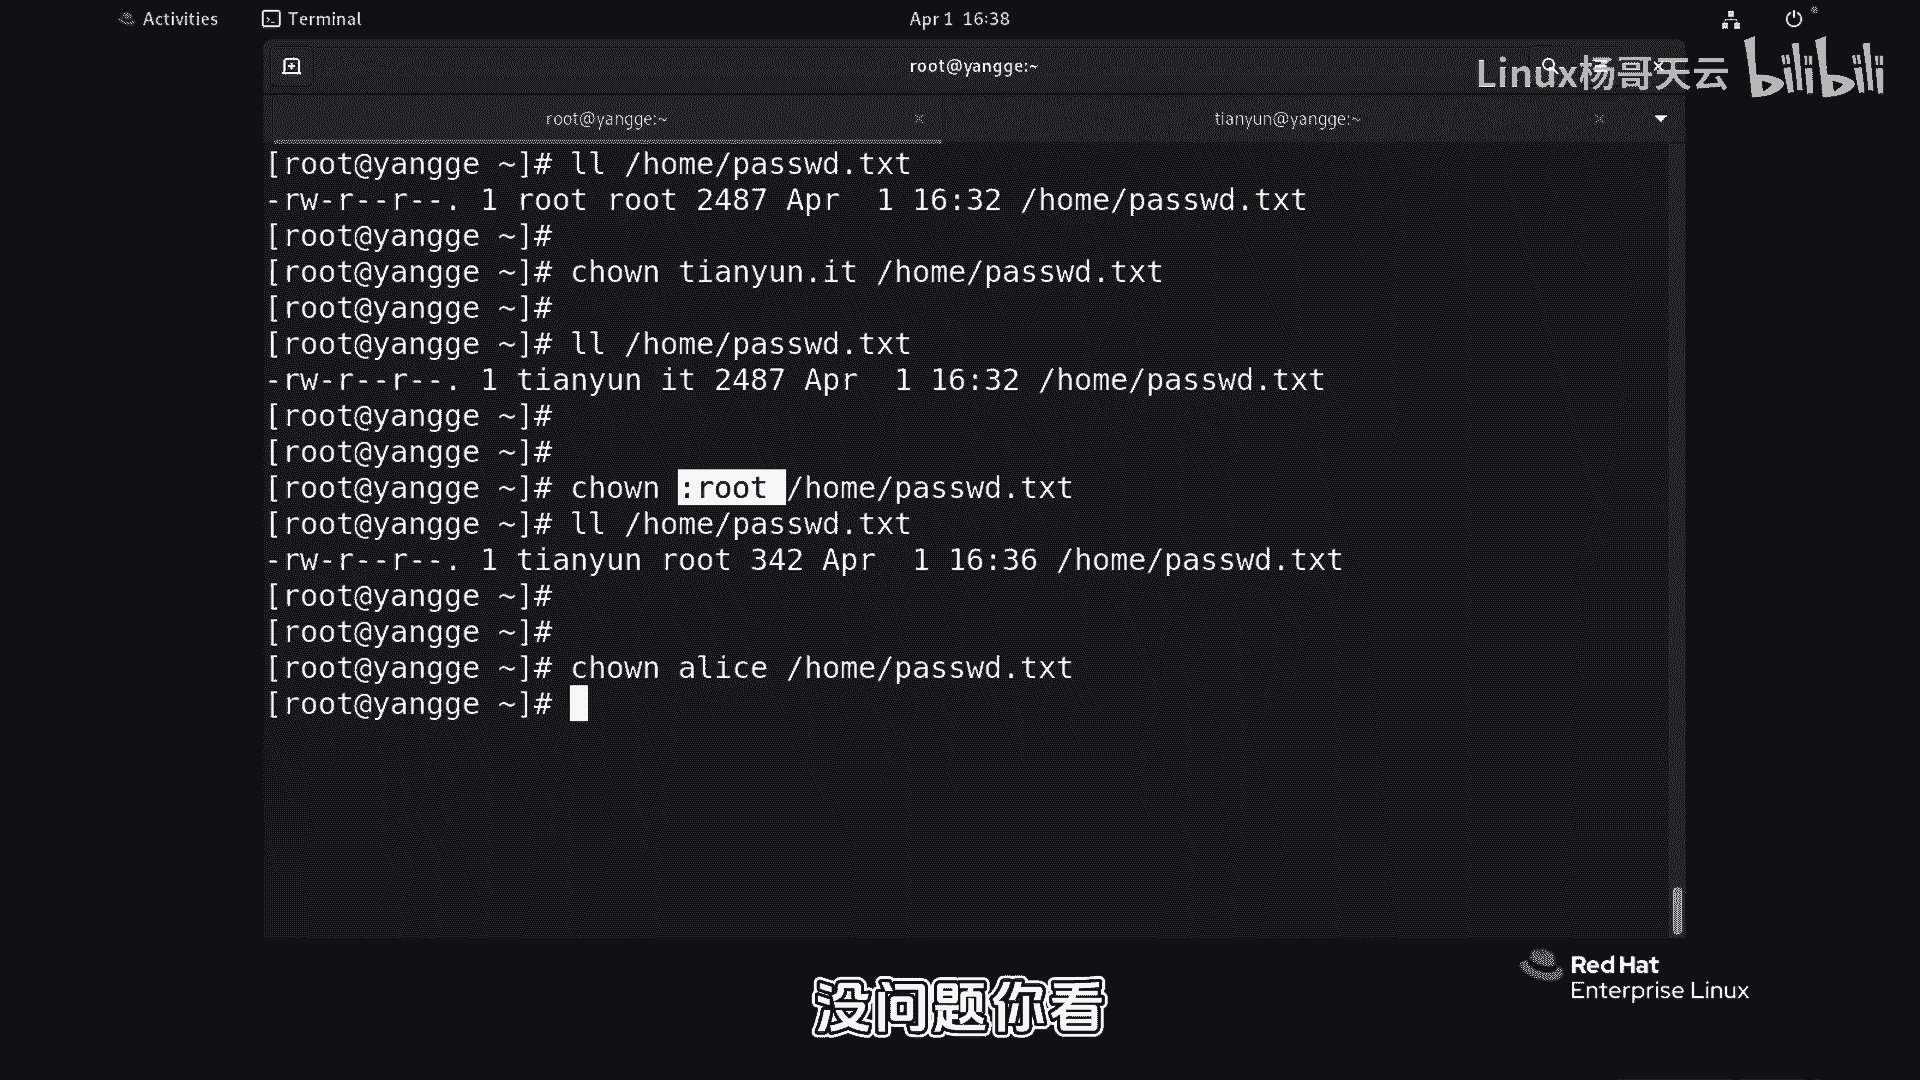 Activities Terminal Apr 1 16:38
root@yangge:~
Linux杨哥天云 bilibili
root@yangge:~ × tianyun@yangge:~ ×
[root@yangge ~]# ll /home/passwd.txt
-rw-r--r--. 1 root root 2487 Apr  1 16:32 /home/passwd.txt
[root@yangge ~]#
[root@yangge ~]# chown tianyun.it /home/passwd.txt
[root@yangge ~]#
[root@yangge ~]# ll /home/passwd.txt
-rw-r--r--. 1 tianyun it 2487 Apr  1 16:32 /home/passwd.txt
[root@yangge ~]#
[root@yangge ~]#
[root@yangge ~]# chown :root /home/passwd.txt
[root@yangge ~]# ll /home/passwd.txt
-rw-r--r--. 1 tianyun root 342 Apr  1 16:36 /home/passwd.txt
[root@yangge ~]#
[root@yangge ~]#
[root@yangge ~]# chown alice /home/passwd.txt
[root@yangge ~]#
Red Hat
Enterprise Linux
没问题你看